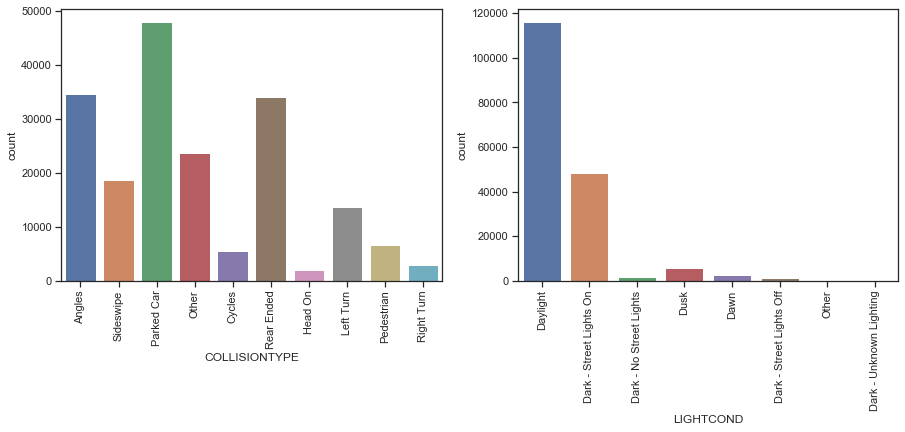 50000
40000
30000
20000
10000
0
count
Angles
Sideswipe
Parked Car
Other
Cycles
Rear Ended
Head On
Left Turn
Pedestrian
Right Turn
COLLISIONTYPE
120000
100000
80000
60000
40000
20000
0
count
Daylight
Dark - Street Lights On
Dark - No Street Lights
Dusk
Dawn
Dark - Street Lights Off
Other
Dark - Unknown Lighting
LIGHTCOND